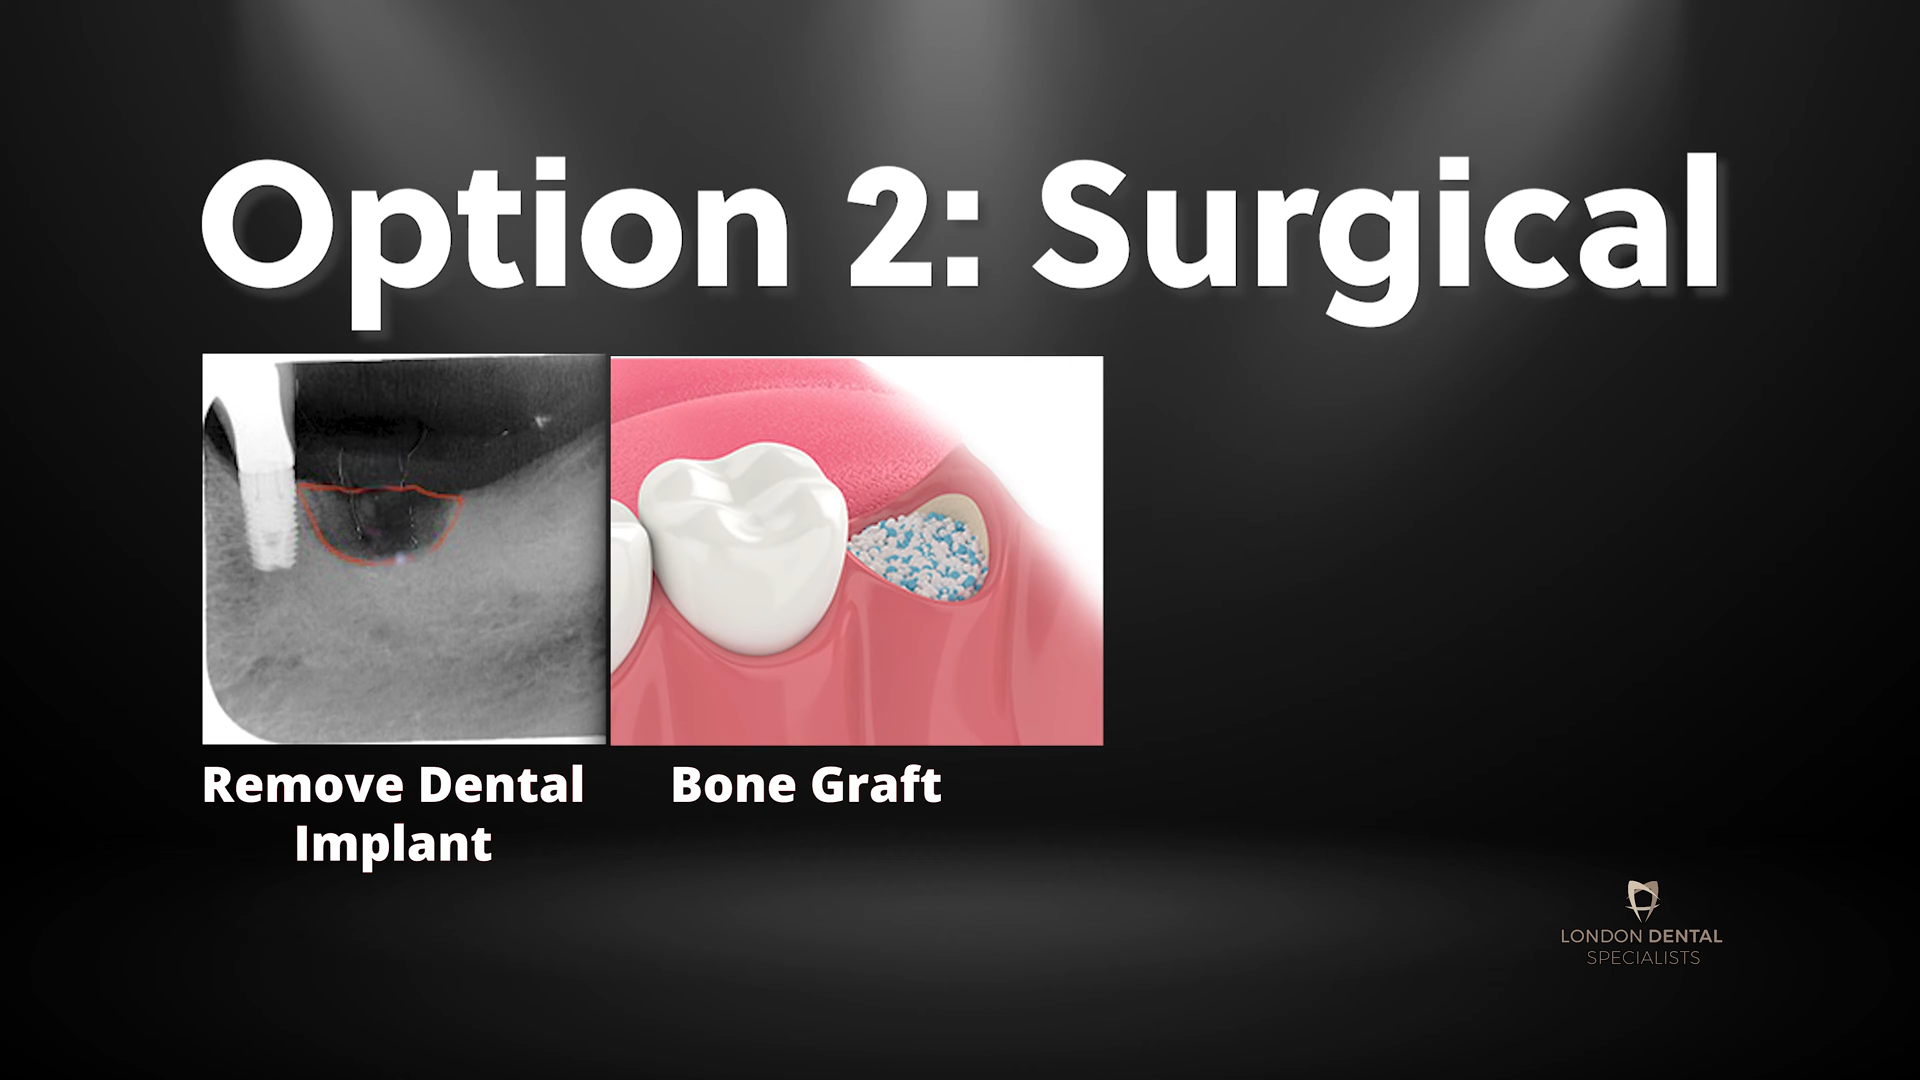 Option 2: Surgical
Remove Dental
Implant
Bone Graft
LONDON DENTAL
SPECIALISTS